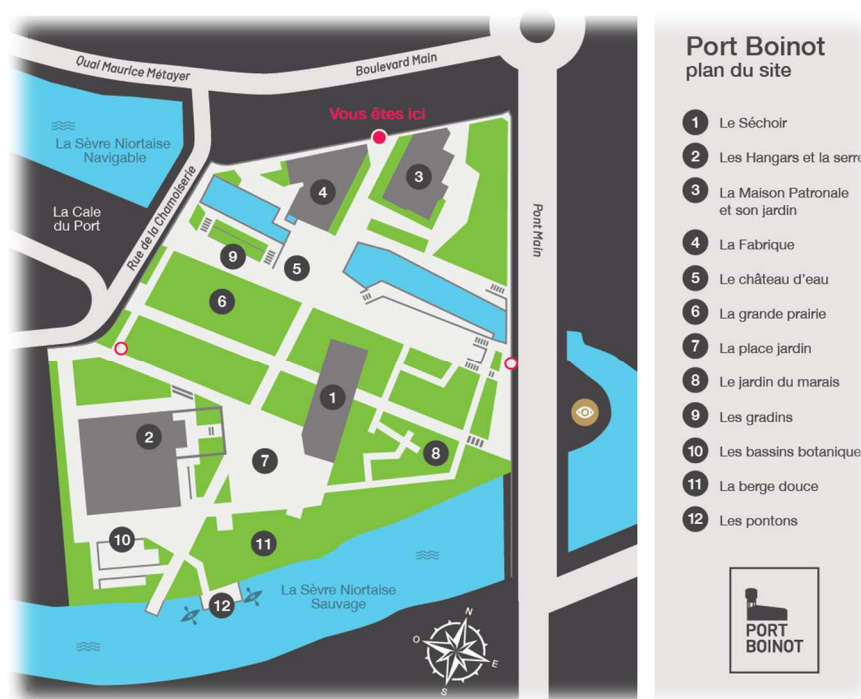 Quai Maurice Métayer
Boulevard Main
Vous êtes ici
La Sèvre Niortaise
Navigable
La Cale
du Port
Rue de la Chamoiserie
Pont Main
4
3
9
5
6
1
2
7
8
10
11
12
La Sèvre Niortaise
Sauvage
N
O
E
S
Port Boinot
plan du site
1 Le Séchoir
2 Les Hangars et la serre
3 La Maison Patronale
et son jardin
4 La Fabrique
5 Le château d'eau
6 La grande prairie
7 La place jardin
8 Le jardin du marais
9 Les gradins
10 Les bassins botanique
11 La berge douce
12 Les pontons
PORT
BOINOT